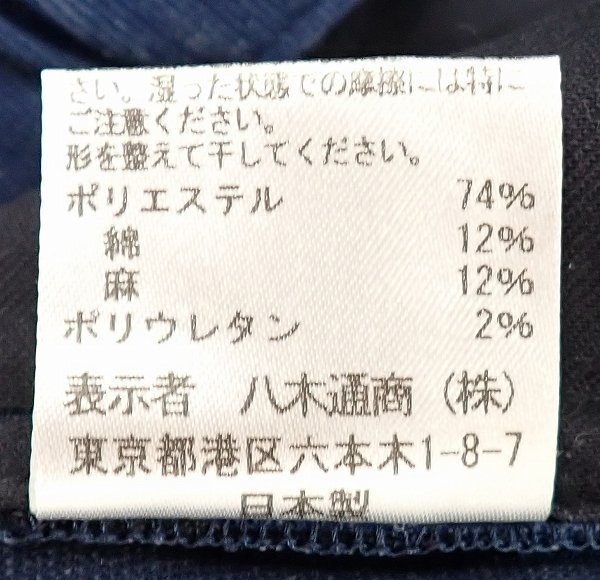 さい。湿った状態での摩擦には特に
ご注意ください。
形を整えて干してください。
ポリエステル 74%
綿 12%
麻 12%
ポリウレタン 2%
表示者 八木通商（株）
東京都港区六本木1-8-7
日本製